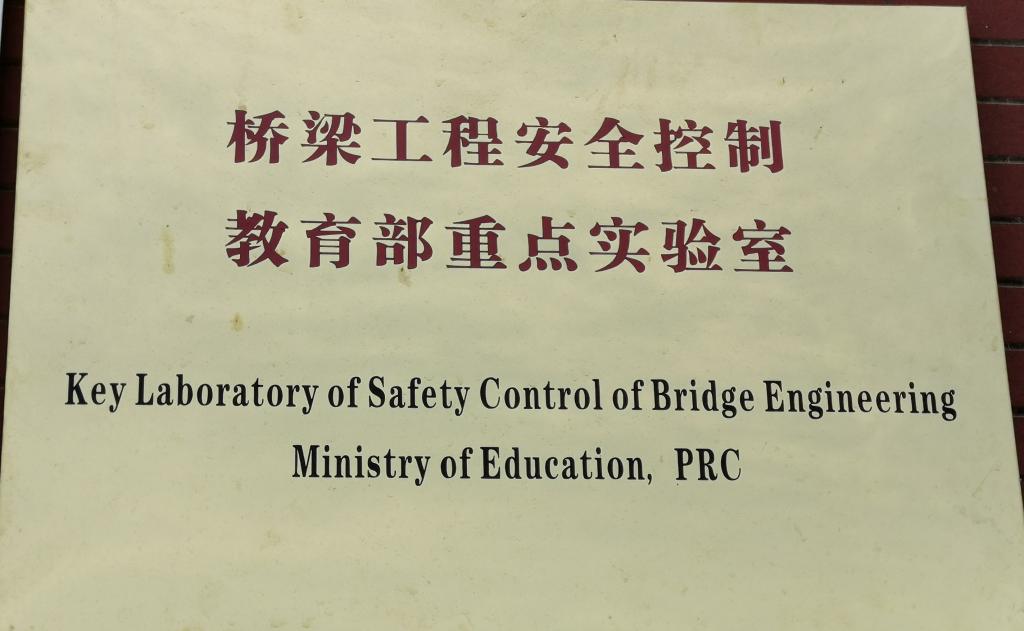 桥梁工程安全控制
教育部重点实验室
Key Laboratory of Safety Control of Bridge Engineering
Ministry of Education, PRC